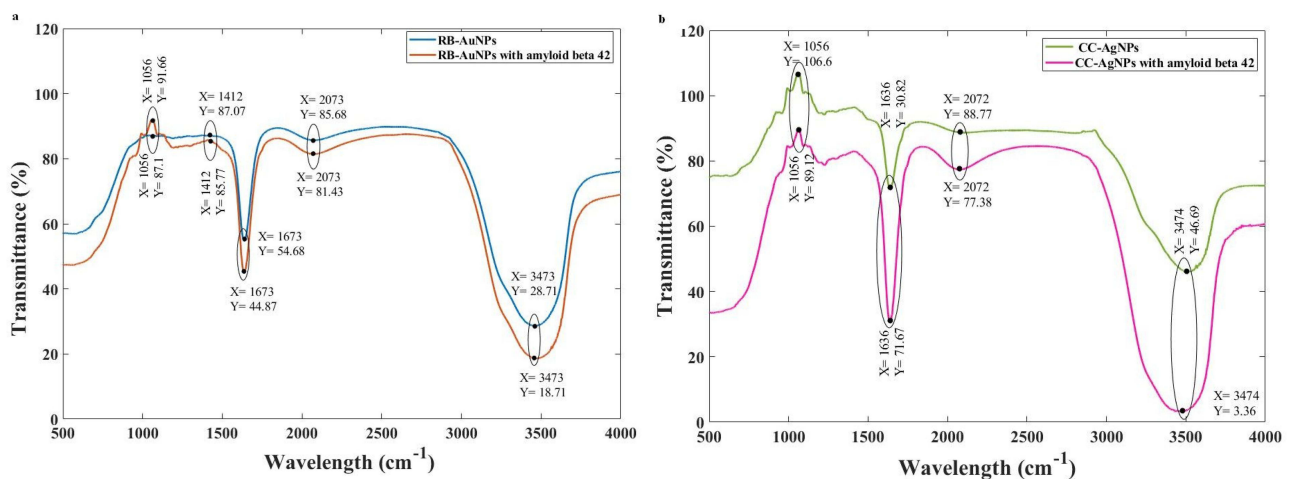 a
120
100
80
60
40
20
0
Transmittance (%)
RB-AuNPs
RB-AuNPs with amyloid beta 42
X= 1056
Y= 91.66
X= 1056
Y= 87.1
X= 1412
Y= 87.07
X= 1412
Y= 85.77
X= 1673
Y= 54.68
X= 1673
Y= 44.87
X= 2073
Y= 85.68
X= 2073
Y= 81.43
X= 3473
Y= 28.71
X= 3473
Y= 18.71
500 1000 1500 2000 2500 3000 3500 4000
Wavelength (cm-1)
b
120
100
80
60
40
20
0
Transmittance (%)
CC-AgNPs
CC-AgNPs with amyloid beta 42
X= 1056
Y= 106.6
X= 1056
Y= 89.12
X= 1636
Y= 30.82
X= 1636
Y= 71.67
X= 2072
Y= 88.77
X= 2072
Y= 77.38
X= 3474
Y= 46.69
X= 3474
Y= 3.36
500 1000 1500 2000 2500 3000 3500 4000
Wavelength (cm-1)